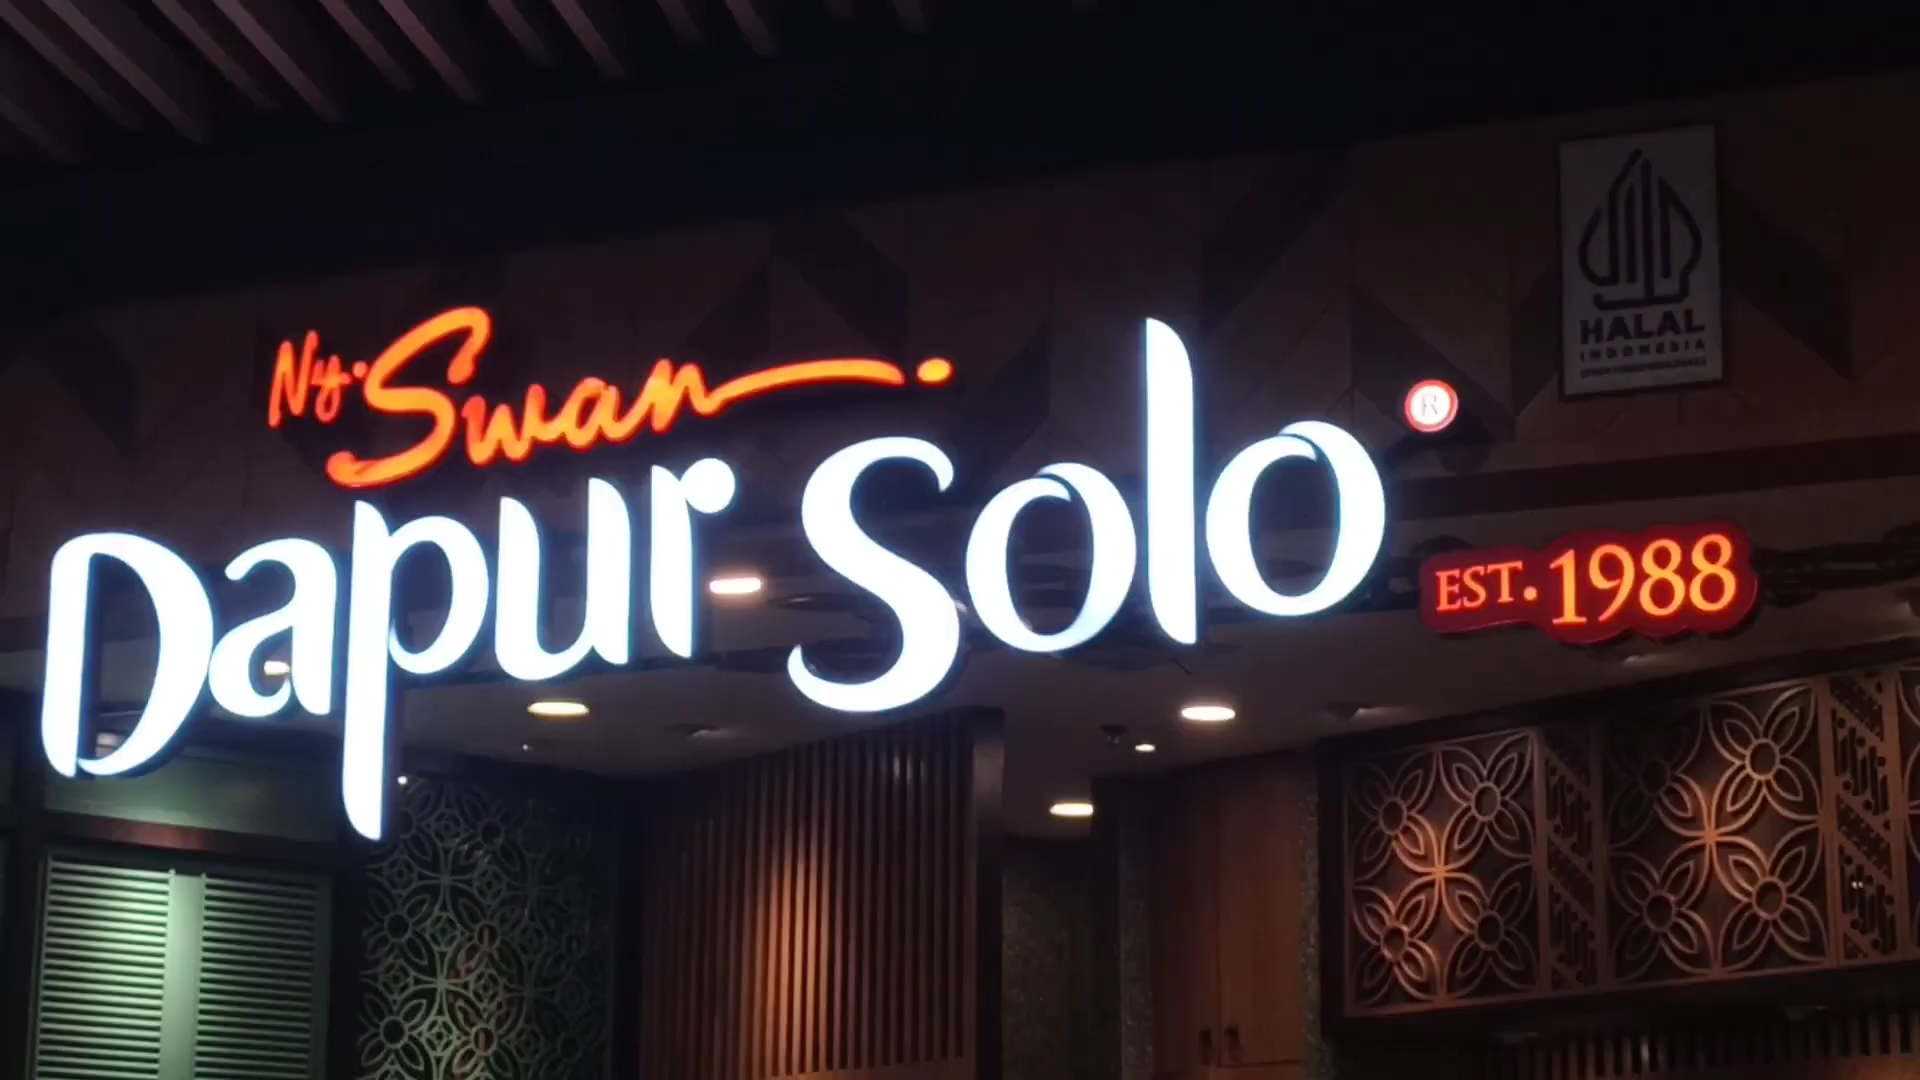 Ny. Swan
Dapur Solo
®
EST. 1988
HALAL
INDONESIA